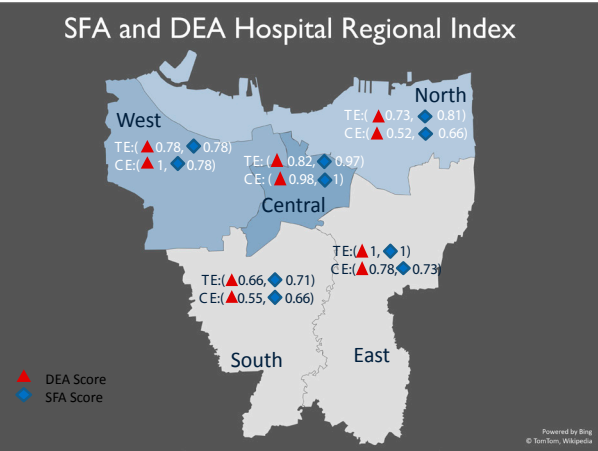 SFA and DEA Hospital Regional Index
North
TE:(0.73, 0.81)
CE:(0.52, 0.66)
West
TE:(0.78, 0.78)
CE:(1, 0.78)
TE: (0.82, 0.97)
CE: (0.98, 1)
Central
TE:(1, 1)
CE:(0.78, 0.73)
TE:(0.66, 0.71)
CE:(0.55, 0.66)
South
East
DEA Score
SFA Score
Powered by Bing
© TomTom, Wikipedia